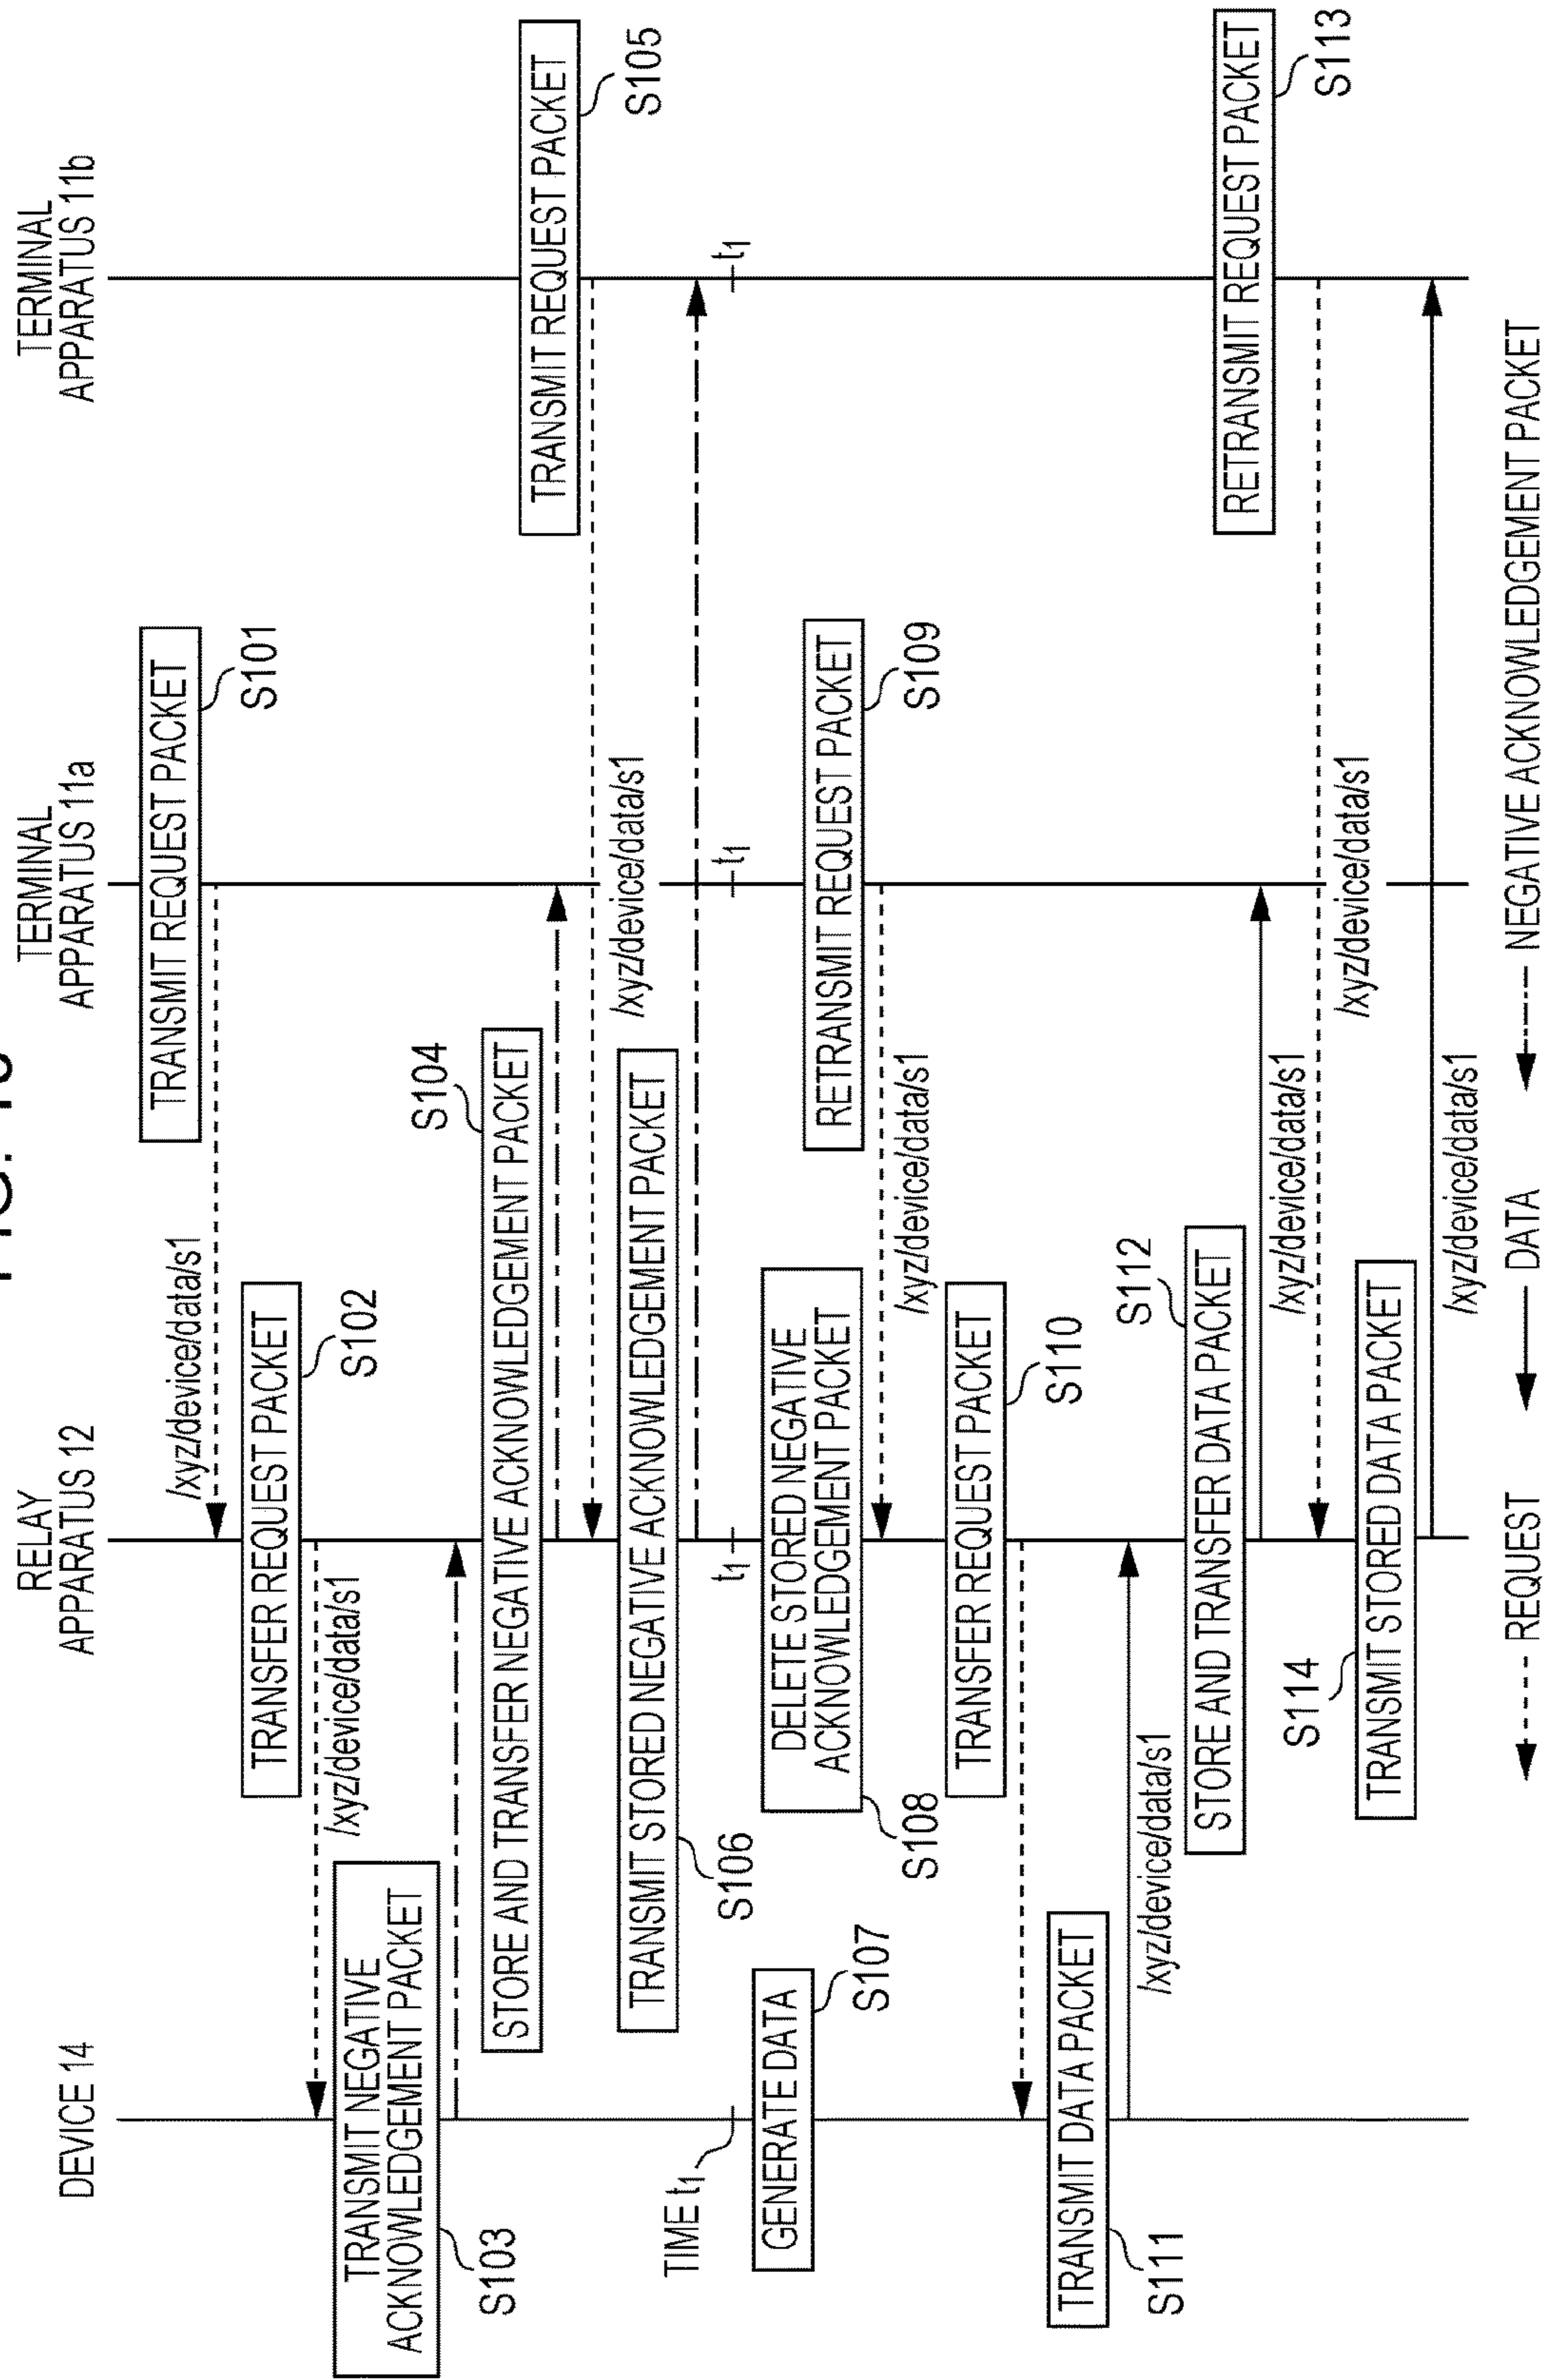 FIG. 10
DEVICE 14
RELAY
APPARATUS 12
TERMINAL
APPARATUS 11a
TERMINAL
APPARATUS 11b
TRANSMIT REQUEST PACKET
S101
/xyz/device/data/s1
TRANSFER REQUEST PACKET
S102
/xyz/device/data/s1
TRANSMIT NEGATIVE
ACKNOWLEDGEMENT PACKET
S103
S104
STORE AND TRANSFER NEGATIVE ACKNOWLEDGEMENT PACKET
TRANSMIT REQUEST PACKET
S105
/xyz/device/data/s1
TRANSMIT STORED NEGATIVE ACKNOWLEDGEMENT PACKET
S106
TIME t1
t1
t1
t1
GENERATE DATA
S107
DELETE STORED NEGATIVE
ACKNOWLEDGEMENT PACKET
S108
RETRANSMIT REQUEST PACKET
S109
/xyz/device/data/s1
TRANSFER REQUEST PACKET
S110
TRANSMIT DATA PACKET
S111
/xyz/device/data/s1
S112
STORE AND TRANSFER DATA PACKET
/xyz/device/data/s1
RETRANSMIT REQUEST PACKET
S113
/xyz/device/data/s1
S114
TRANSMIT STORED DATA PACKET
/xyz/device/data/s1
REQUEST
DATA
NEGATIVE ACKNOWLEDGEMENT PACKET